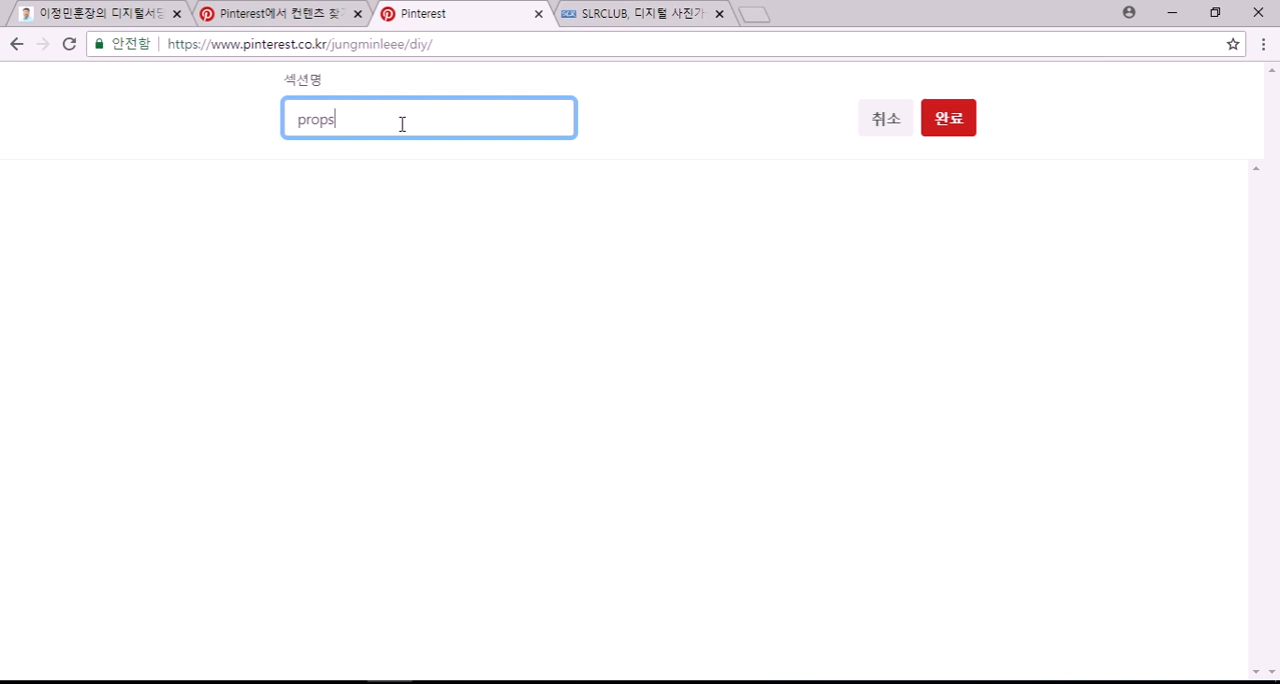 이정민훈장의 디지털서당
Pinterest에서 컨텐츠 찾
Pinterest
SLRCLUB, 디지털 사진가
안전함
https://www.pinterest.co.kr/jungminleee/diy/
섹션명
props
취소
완료